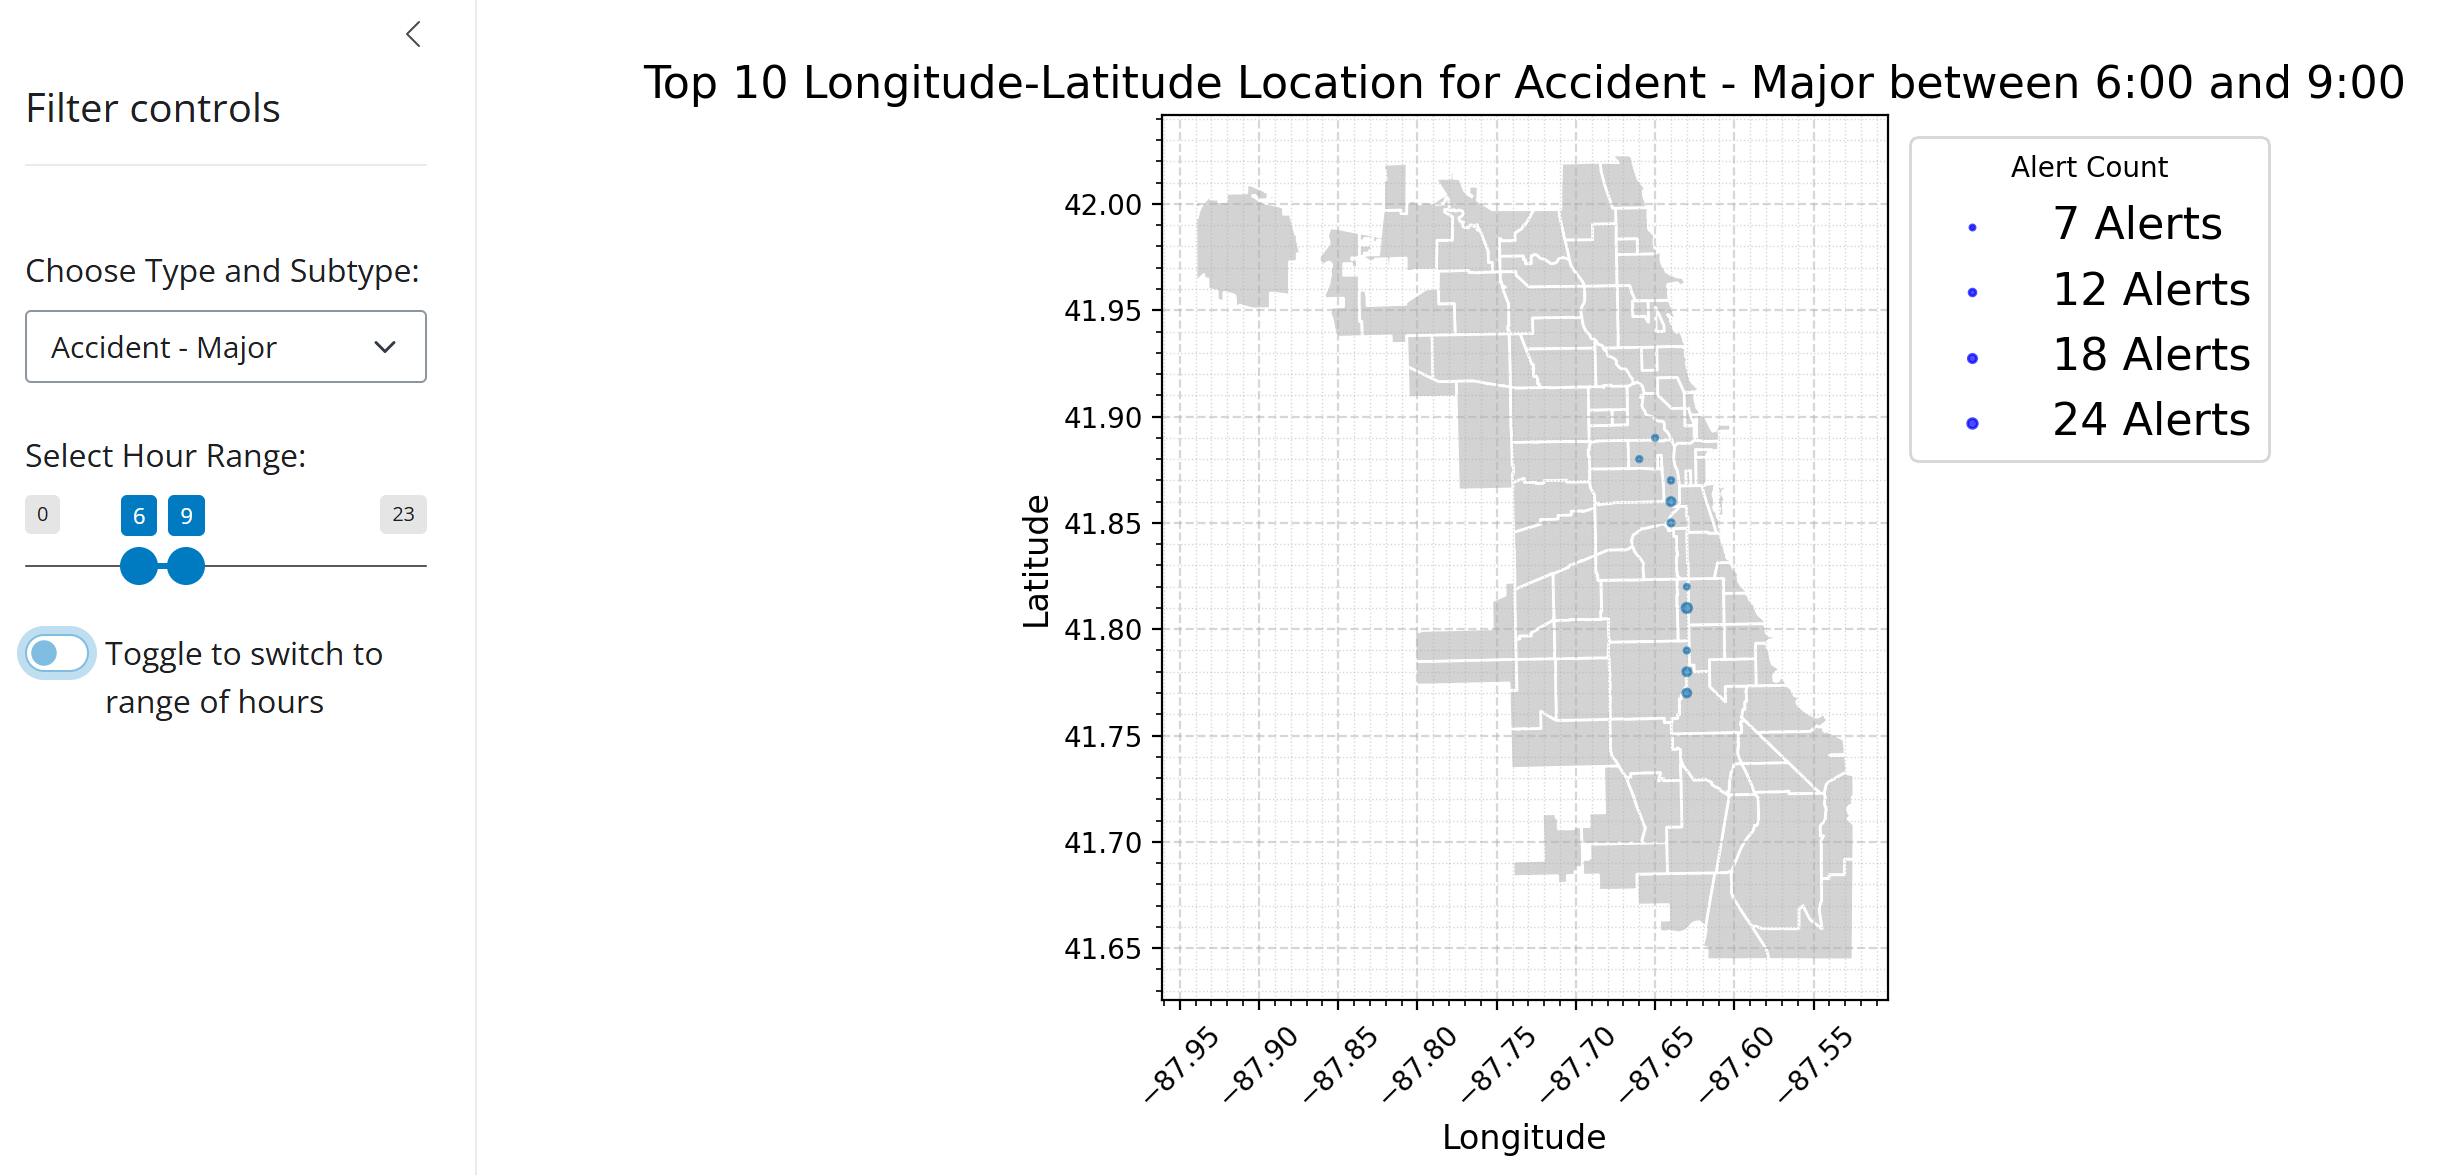 Filter controls
Choose Type and Subtype:
Accident - Major
Select Hour Range:
0 6 9 23
Toggle to switch to
range of hours
Top 10 Longitude-Latitude Location for Accident - Major between 6:00 and 9:00
Alert Count
7 Alerts
12 Alerts
18 Alerts
24 Alerts
Latitude
42.00
41.95
41.90
41.85
41.80
41.75
41.70
41.65
−87.95
−87.90
−87.85
−87.80
−87.75
−87.70
−87.65
−87.60
−87.55
Longitude